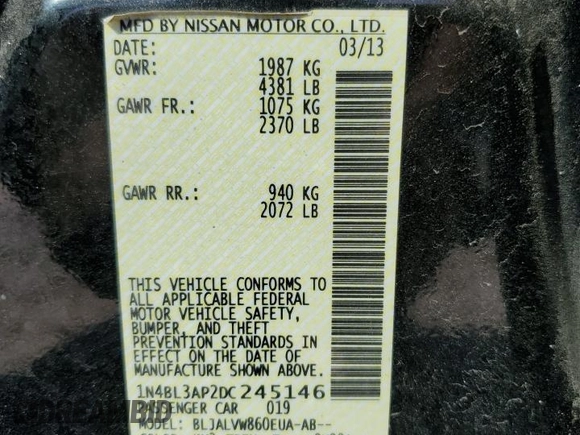 MFD BY NISSAN MOTOR CO., LTD.
DATE: 03/13
GVWR: 1987 KG
4381 LB
GAWR FR.: 1075 KG
2370 LB
GAWR RR.: 940 KG
2072 LB
THIS VEHICLE CONFORMS TO
ALL APPLICABLE FEDERAL
MOTOR VEHICLE SAFETY,
BUMPER, AND THEFT
PREVENTION STANDARDS IN
EFFECT ON THE DATE OF
MANUFACTURE SHOWN ABOVE.
1N4BL3AP2DC245146
PASSENGER CAR 019
MODEL: BLJALVW860EUA-AB--